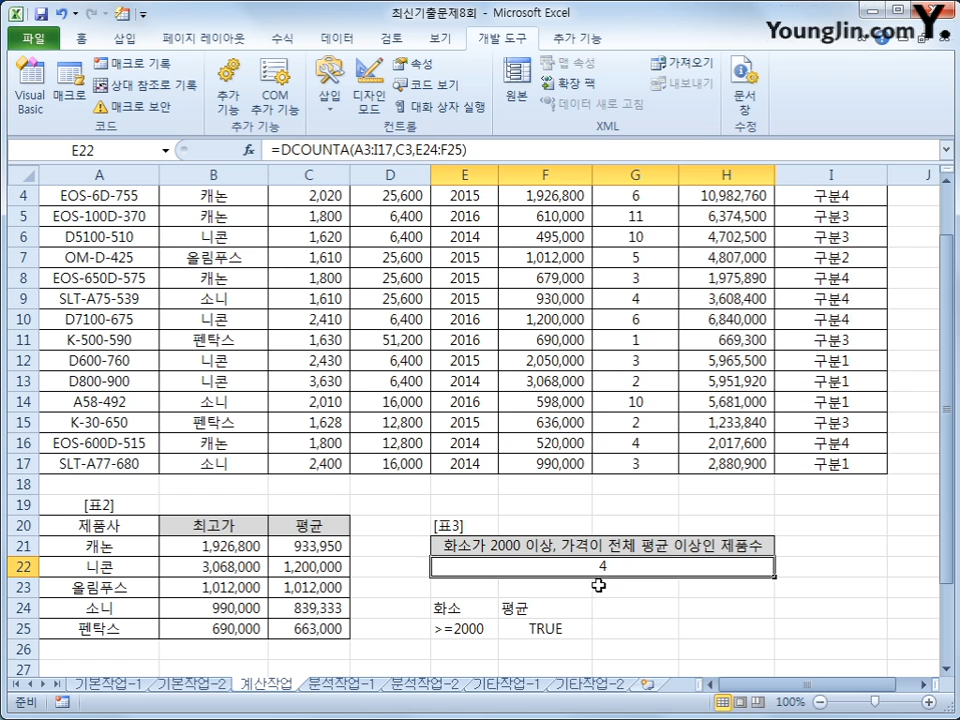 최신기출문제8회 - Microsoft Excel
Younglin.com
파일 홈 삽입 페이지 레이아웃 수식 데이터 검토 보기 개발 도구 추가 기능
Visual Basic
매크로
매크로 기록
상대 참조로 기록
매크로 보안
코드
추가 기능
COM 추가 기능
추가 기능
삽입
디자인 모드
속성
코드 보기
대화 상자 실행
컨트롤
원본
맵 속성
확장 팩
데이터 새로 고침
가져오기
내보내기
XML
문서 창
수정
E22 fx =DCOUNTA(A3:I17,C3,E24:F25)
A B C D E F G H I J
4 EOS-6D-755 캐논 2,020 25,600 2015 1,926,800 6 10,982,760 구분4
5 EOS-100D-370 캐논 1,800 6,400 2016 610,000 11 6,374,500 구분3
6 D5100-510 니콘 1,620 6,400 2014 495,000 10 4,702,500 구분3
7 OM-D-425 올림푸스 1,610 25,600 2015 1,012,000 5 4,807,000 구분2
8 EOS-650D-575 캐논 1,800 25,600 2015 679,000 3 1,975,890 구분4
9 SLT-A75-539 소니 1,610 25,600 2015 930,000 4 3,608,400 구분4
10 D7100-675 니콘 2,410 6,400 2016 1,200,000 6 6,840,000 구분4
11 K-500-590 펜탁스 1,630 51,200 2016 690,000 1 669,300 구분3
12 D600-760 니콘 2,430 6,400 2015 2,050,000 3 5,965,500 구분1
13 D800-900 니콘 3,630 6,400 2014 3,068,000 2 5,951,920 구분1
14 A58-492 소니 2,010 16,000 2016 598,000 10 5,681,000 구분1
15 K-30-650 펜탁스 1,628 12,800 2015 636,000 2 1,233,840 구분3
16 EOS-600D-515 캐논 1,800 12,800 2014 520,000 4 2,017,600 구분4
17 SLT-A77-680 소니 2,400 16,000 2014 990,000 3 2,880,900 구분1
18
19 [표2]
20 제품사 최고가 평균 [표3]
21 캐논 1,926,800 933,950 화소가 2000 이상, 가격이 전체 평균 이상인 제품수
22 니콘 3,068,000 1,200,000 4
23 올림푸스 1,012,000 1,012,000
24 소니 990,000 839,333 화소 평균
25 펜탁스 690,000 663,000 >=2000 TRUE
26
27
기본작업-1 기본작업-2 계산작업 분석작업-1 분석작업-2 기타작업-1 기타작업-2
준비 100%